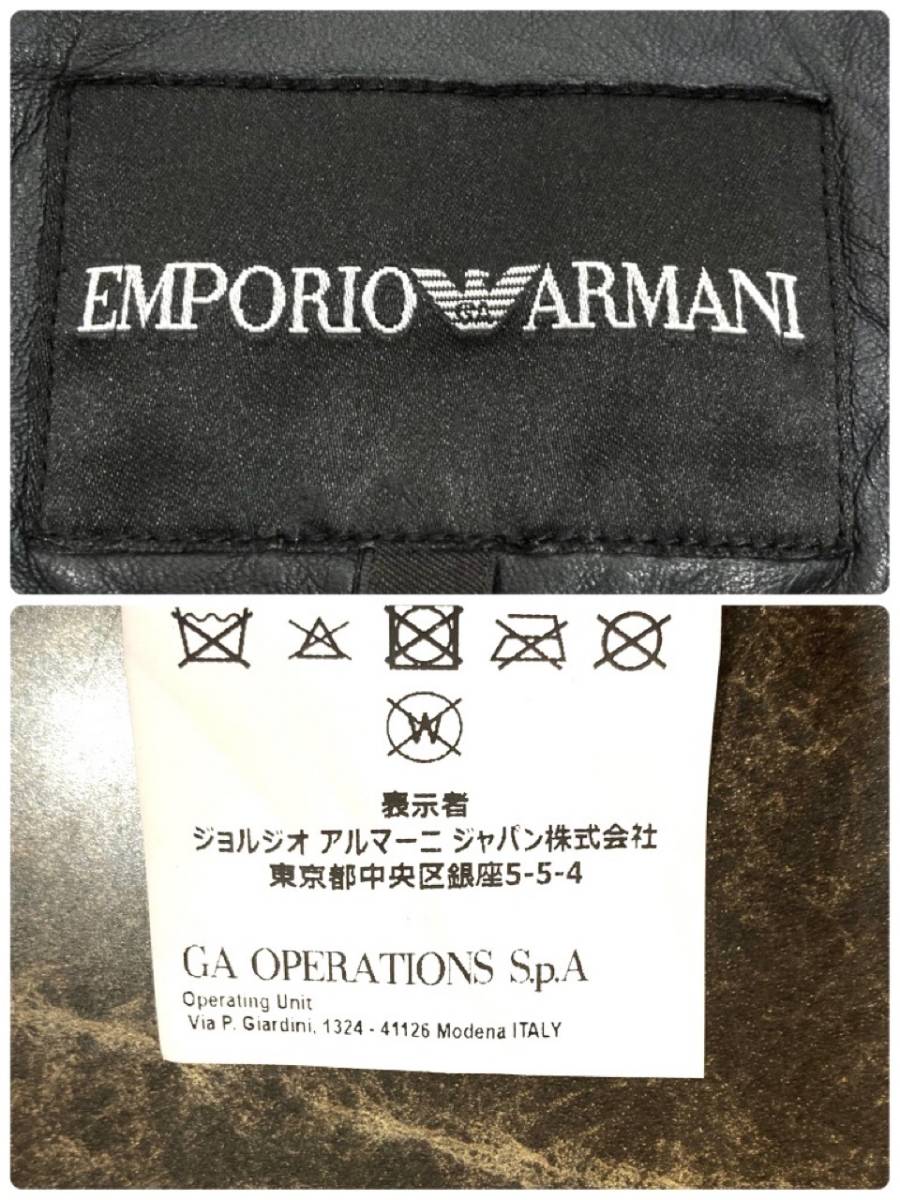 EMPORIO GA ARMANI
W
表示者
ジョルジオ アルマーニ ジャパン株式会社
東京都中央区銀座5-5-4
GA OPERATIONS S.p.A
Operating Unit
Via P. Giardini, 1324 - 41126 Modena ITALY